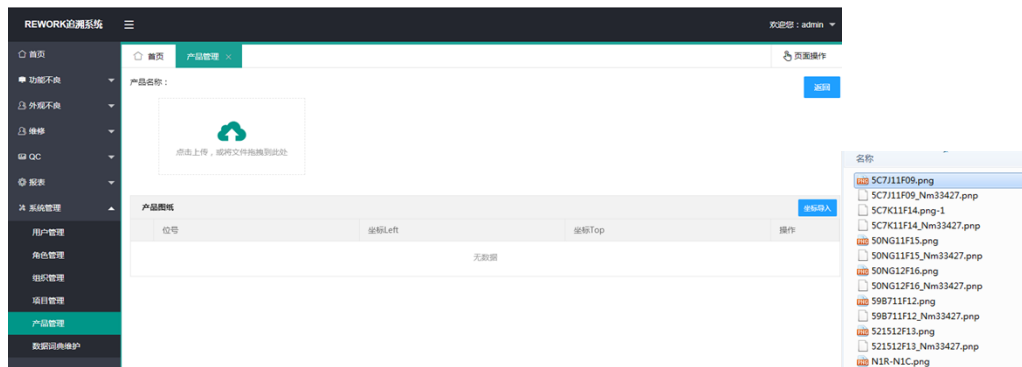 REWORK追溯系统
欢迎您：admin
首页
功能不良
外观不良
维修
QC
报表
系统管理
用户管理
角色管理
组织管理
项目管理
产品管理
数据词典维护
首页
产品管理
页面操作
产品名称：
返回
点击上传，或将文件拖拽到此处
产品图纸
坐标导入
位号 坐标Left 坐标Top 操作
无数据
名称
5C7J11F09.png
5C7J11F09_Nm33427.pnp
5C7K11F14.png-1
5C7K11F14_Nm33427.pnp
50NG11F15.png
50NG11F15_Nm33427.pnp
50NG12F16.png
50NG12F16_Nm33427.pnp
59B711F12.png
59B711F12_Nm33427.pnp
521512F13.png
521512F13_Nm33427.pnp
N1R-N1C.png